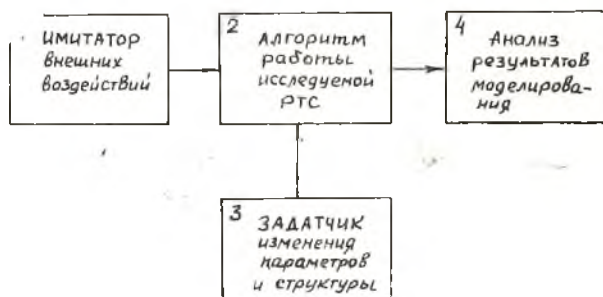 ИМИТАТОР
внешних
воздействий
2
Алгоритм
работы
исследуемой
РТС
4
Анализ
результатов
моделирова-
ния
3
ЗАДАТЧИК
изменения
параметров
и структуры